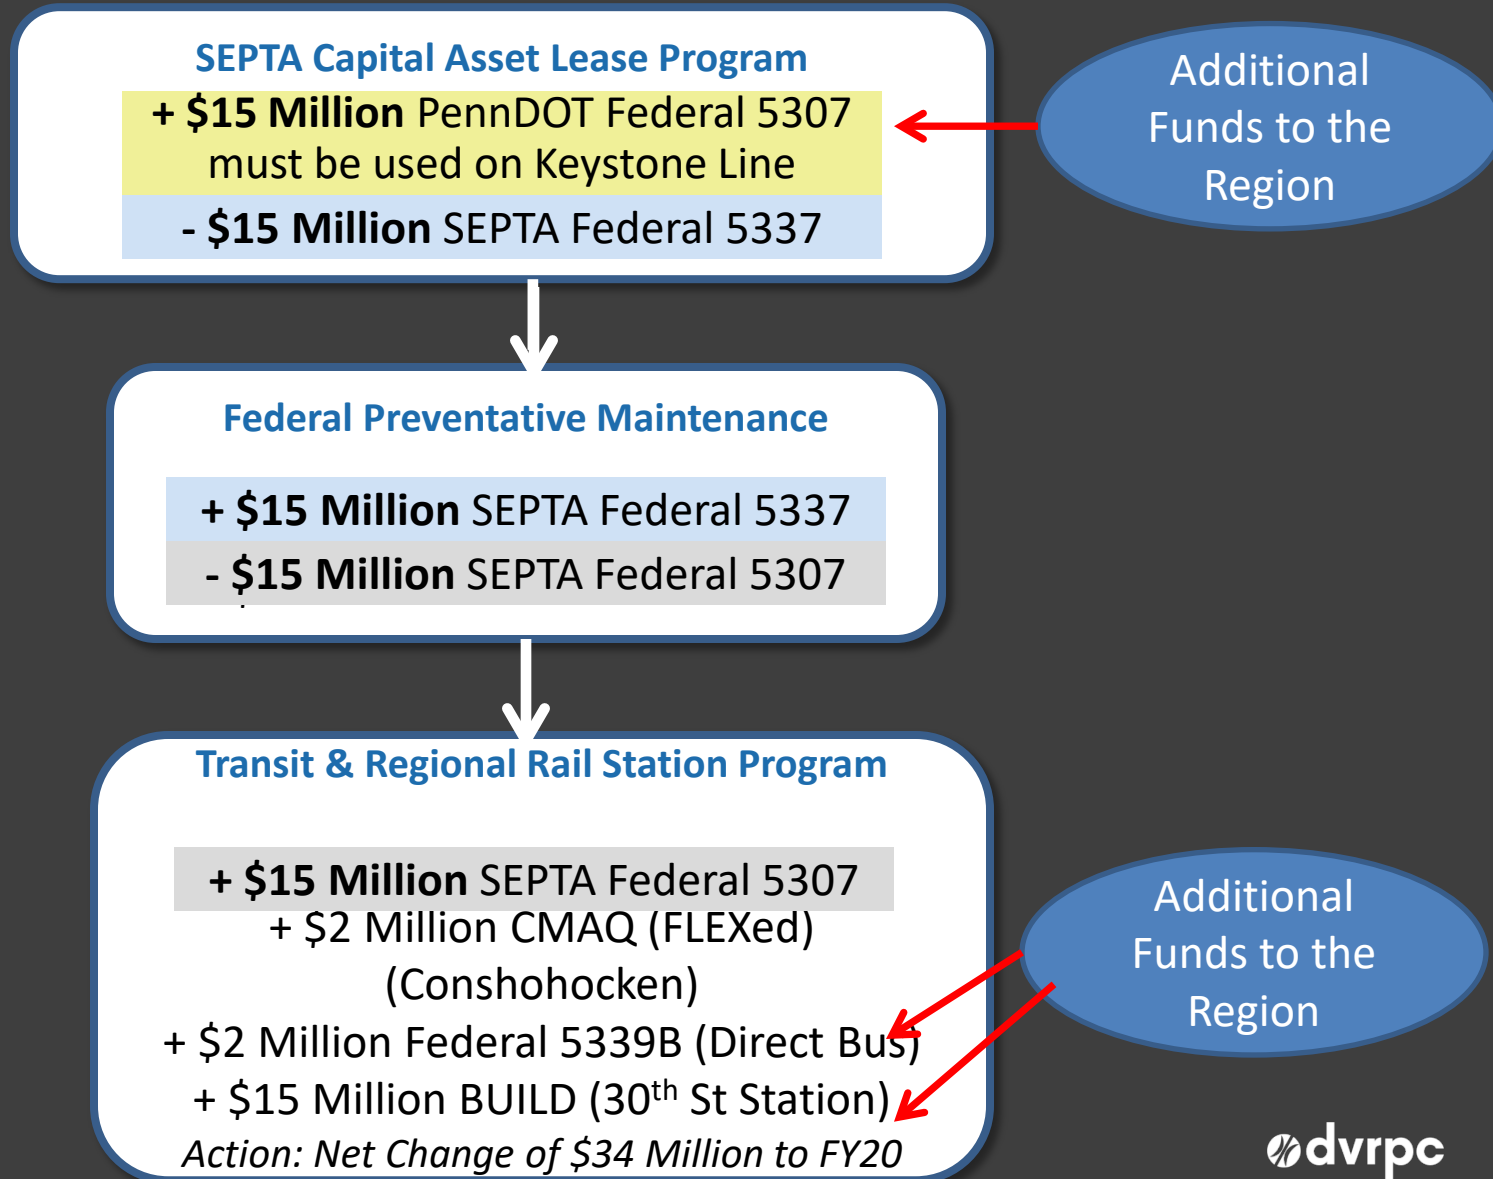 SEPTA Capital Asset Lease Program
+ $15 Million PennDOT Federal 5307
must be used on Keystone Line
- $15 Million SEPTA Federal 5337
Additional
Funds to the
Region
Federal Preventative Maintenance
+ $15 Million SEPTA Federal 5337
- $15 Million SEPTA Federal 5307
Transit & Regional Rail Station Program
+ $15 Million SEPTA Federal 5307
+ $2 Million CMAQ (FLEXed)
(Conshohocken)
+ $2 Million Federal 5339B (Direct Bus)
+ $15 Million BUILD (30th St Station)
Action: Net Change of $34 Million to FY20
Additional
Funds to the
Region
dvrpc